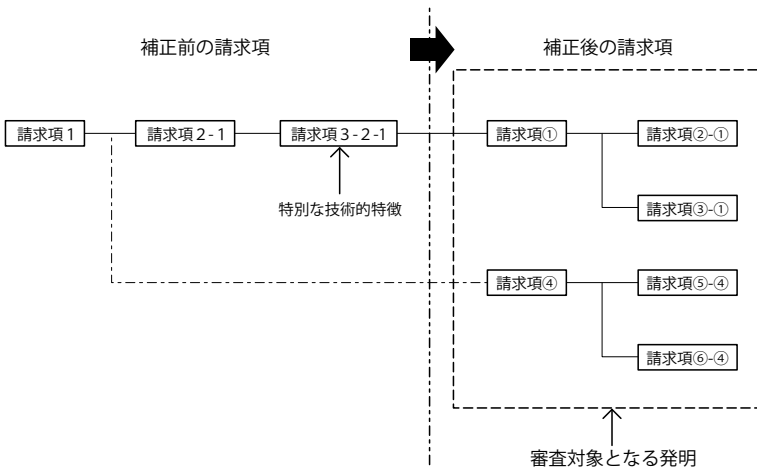 補正前の請求項
補正後の請求項
請求項1
請求項2-1
請求項3-2-1
請求項①
請求項②-①
請求項③-①
特別な技術的特徴
請求項④
請求項⑤-④
請求項⑥-④
審査対象となる発明